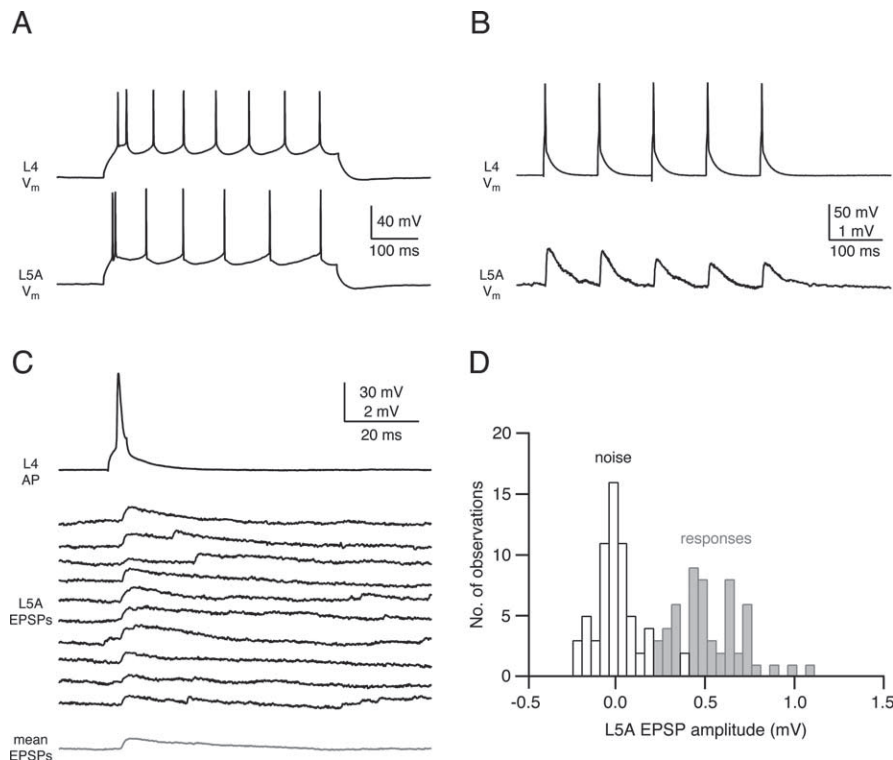 A
L4
Vm
L5A
Vm
40 mV
100 ms
B
L4
Vm
L5A
Vm
50 mV
1 mV
100 ms
C
L4
AP
30 mV
2 mV
20 ms
L5A
EPSPs
mean
EPSPs
D
20
15
10
5
0
No. of observations
noise
responses
-0.5
0.0
0.5
1.0
1.5
L5A EPSP amplitude (mV)